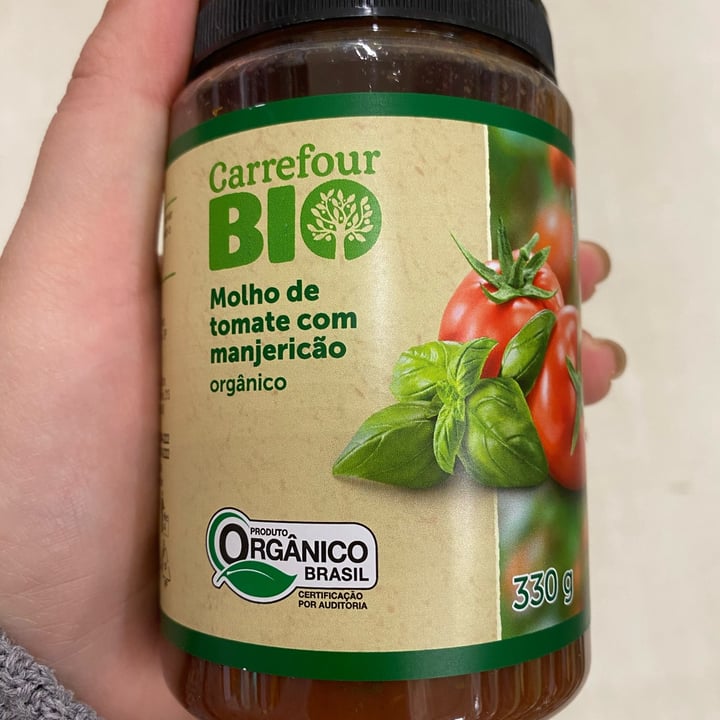 Carrefour
BIO
Molho de
tomate com
manjericão
orgânico
PRODUTO
ORGÂNICO
BRASIL
CERTIFICAÇÃO
POR AUDITORIA
330 g